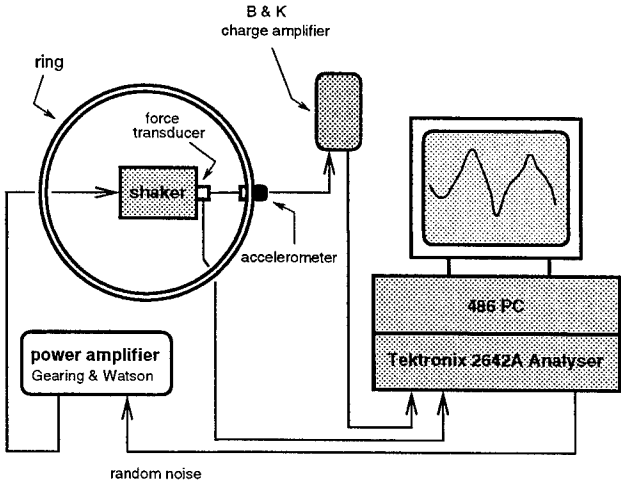 B & K
charge amplifier
ring
force
transducer
shaker
accelerometer
486 PC
power amplifier
Gearing & Watson
Tektronix 2642A Analyser
random noise